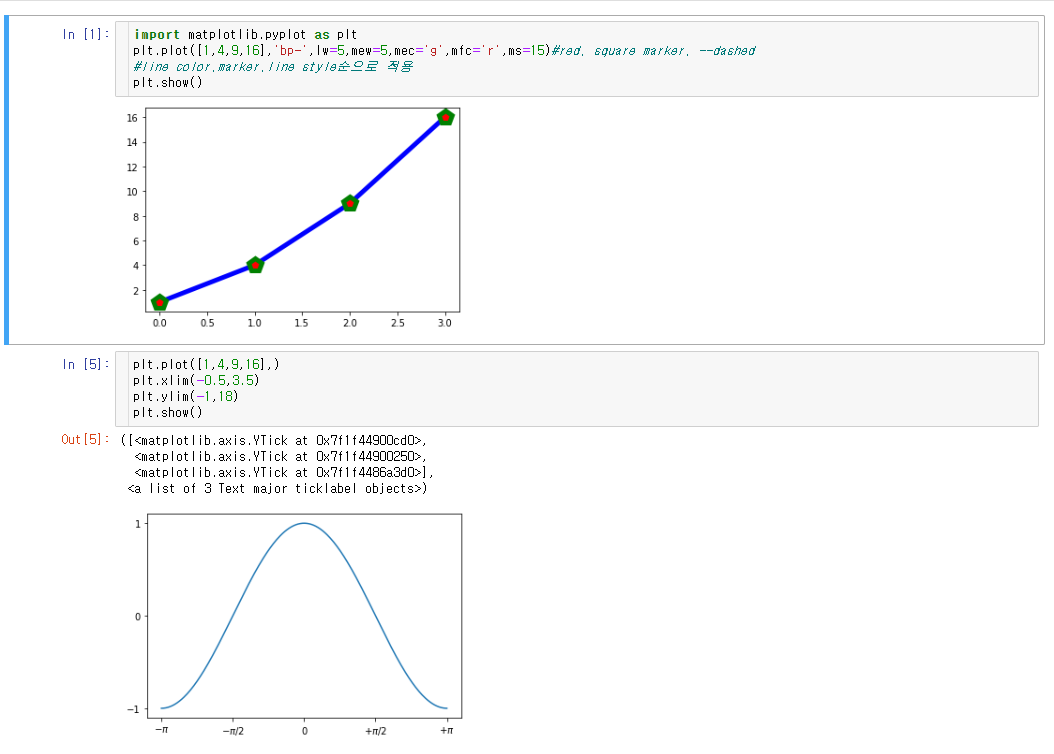 In [1]:
import matplotlib.pyplot as plt
plt.plot([1,4,9,16],'bp-',lw=5,mew=5,mec='g',mfc='r',ms=15)#red, square marker, --dashed
#line color,marker,line style순으로 적용
plt.show()
16
14
12
10
8
6
4
2
0.0 0.5 1.0 1.5 2.0 2.5 3.0
In [5]:
plt.plot([1,4,9,16],)
plt.xlim(-0.5,3.5)
plt.ylim(-1,18)
plt.show()
Out[5]: ([<matplotlib.axis.YTick at 0x7f1f44900cd0>,
<matplotlib.axis.YTick at 0x7f1f44900250>,
<matplotlib.axis.YTick at 0x7f1f4486a3d0>],
<a list of 3 Text major ticklabel objects>)
1
0
−1
−π −π/2 0 +π/2 +π